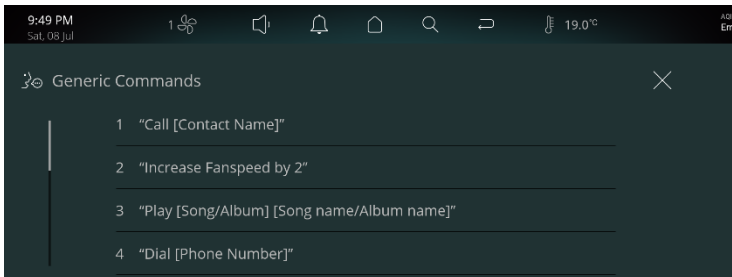 9:49 PM
Sat, 08 Jul
1
19.0°C
AQI
Generic Commands
1 “Call [Contact Name]”
2 “Increase Fanspeed by 2”
3 “Play [Song/Album] [Song name/Album name]”
4 “Dial [Phone Number]”